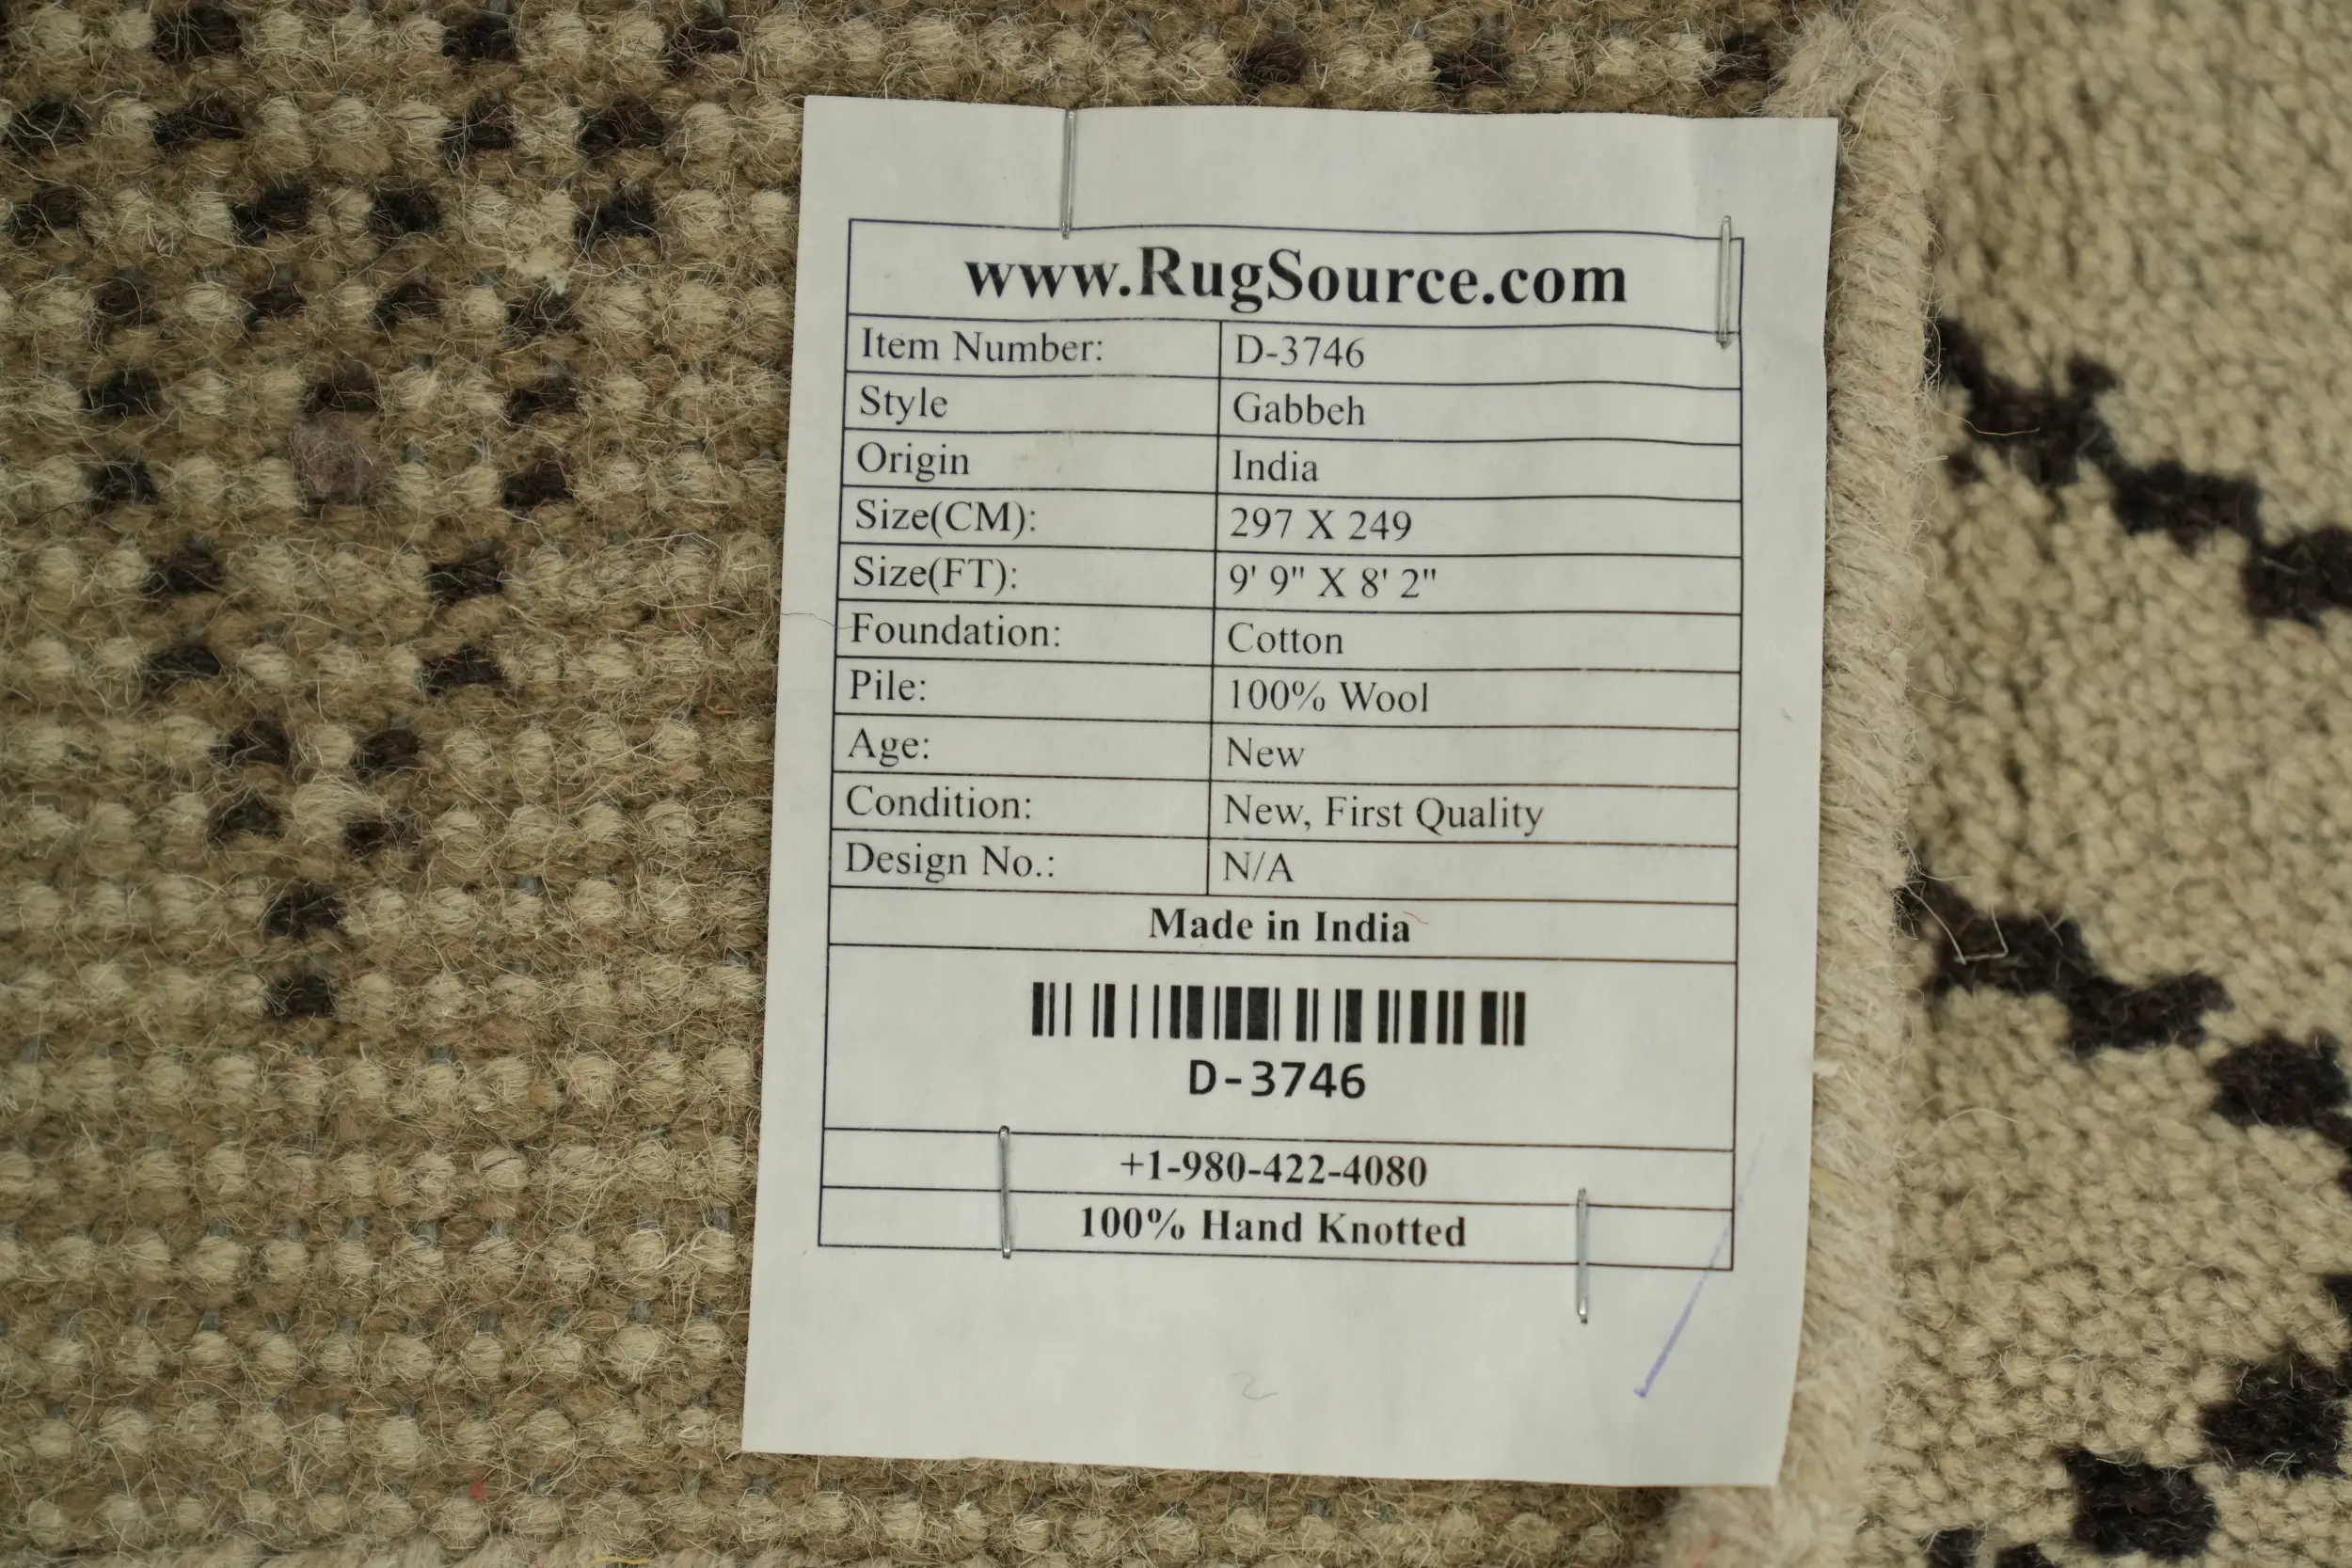 www.RugSource.com
Item Number: D-3746
Style Gabbeh
Origin India
Size(CM): 297 X 249
Size(FT): 9' 9" X 8' 2"
Foundation: Cotton
Pile: 100% Wool
Age: New
Condition: New, First Quality
Design No.: N/A
Made in India
D-3746
+1-980-422-4080
100% Hand Knotted
2